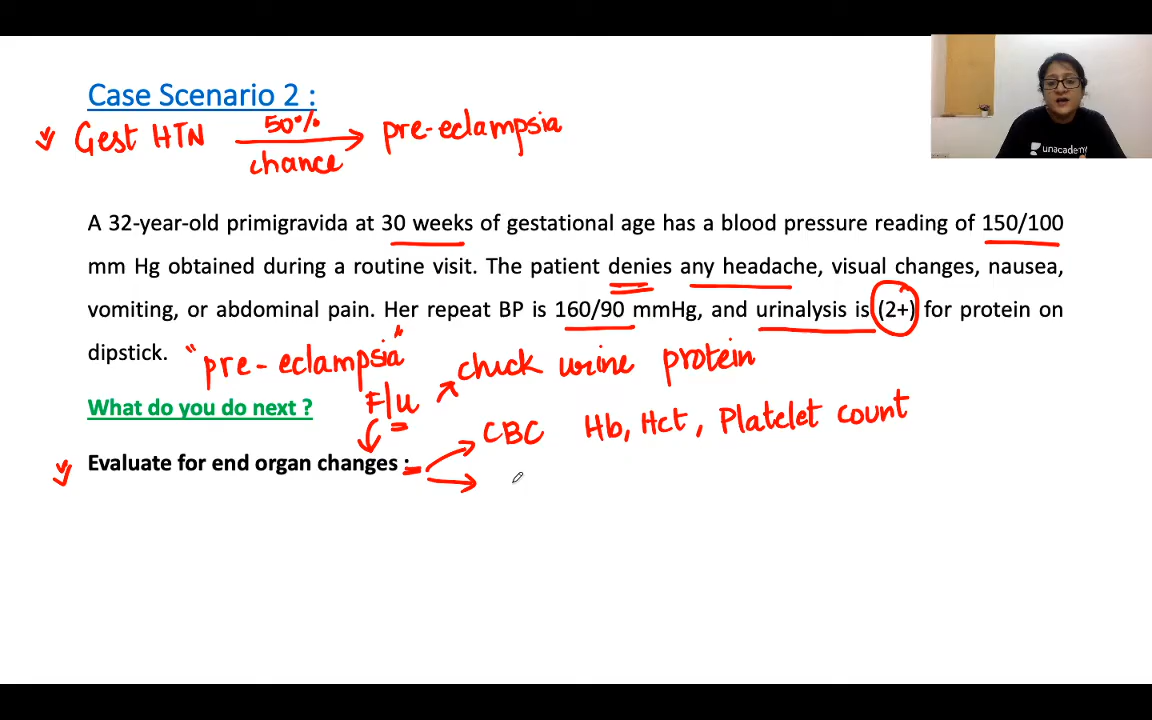 Case Scenario 2 :
Gest HTN 50% chance pre-eclampsia
unacademy
A 32-year-old primigravida at 30 weeks of gestational age has a blood pressure reading of 150/100
mm Hg obtained during a routine visit. The patient denies any headache, visual changes, nausea,
vomiting, or abdominal pain. Her repeat BP is 160/90 mmHg, and urinalysis is (2+) for protein on
dipstick.
"pre-eclampsia"
chick urine protein
F/u
What do you do next ?
CBC Hb, Hct, Platelet count
Evaluate for end organ changes :